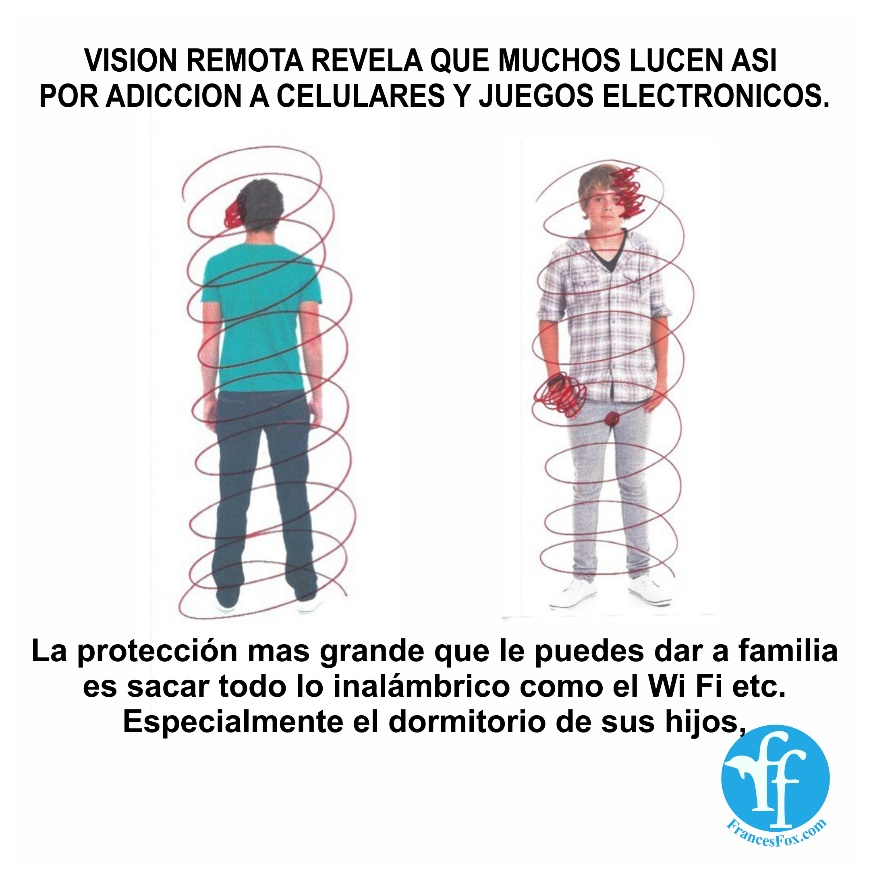 VISION REMOTA REVELA QUE MUCHOS LUCEN ASI
POR ADICCION A CELULARES Y JUEGOS ELECTRONICOS.
La protección mas grande que le puedes dar a familia
es sacar todo lo inalámbrico como el Wi Fi etc.
Especialmente el dormitorio de sus hijos,
ff
FrancesFox.com